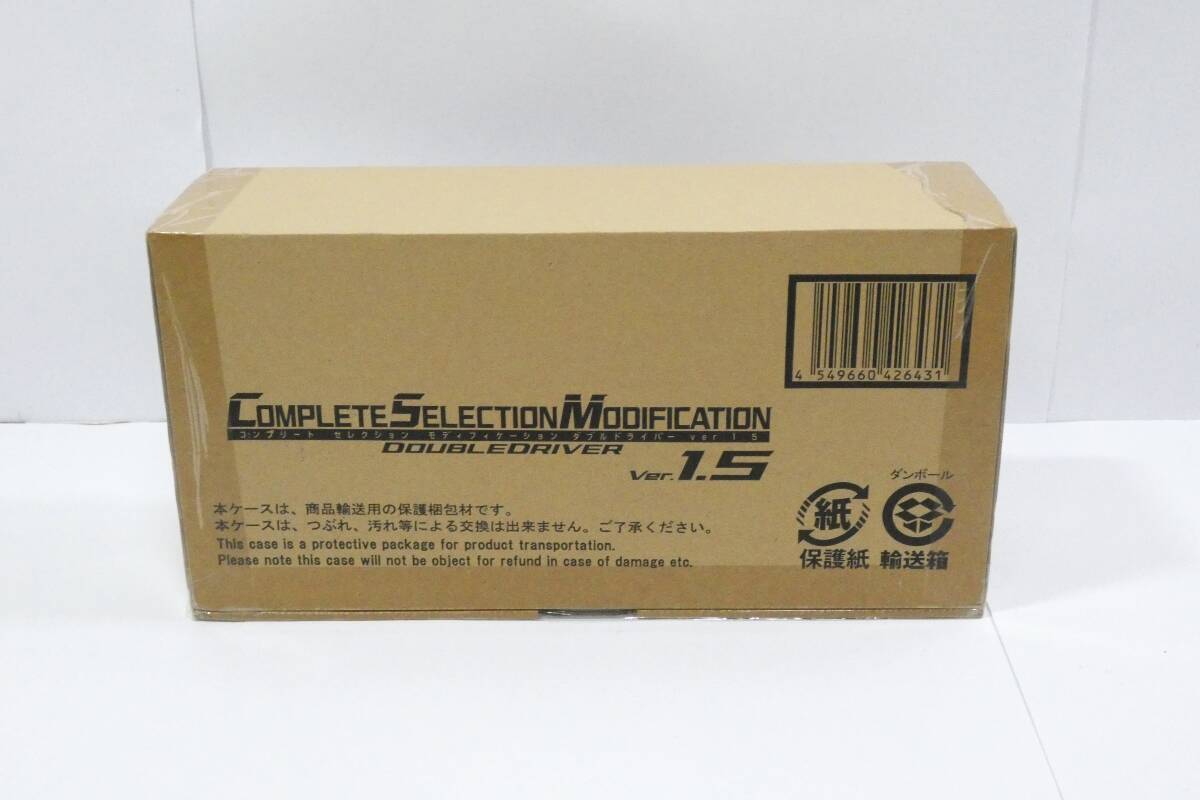 4 549660 426431
COMPLETE SELECTION MODIFICATION
コンプリート セレクション モディフィケーション ダブルドライバー ver 1.5
DOUBLEDRIVER
Ver. 1.5
本ケースは、商品輸送用の保護梱包材です。
本ケースは、つぶれ、汚れ等による交換は出来ません。ご了承ください。
This case is a protective package for product transportation.
Please note this case will not be object for refund in case of damage etc.
紙
保護紙
ダンボール
輸送箱